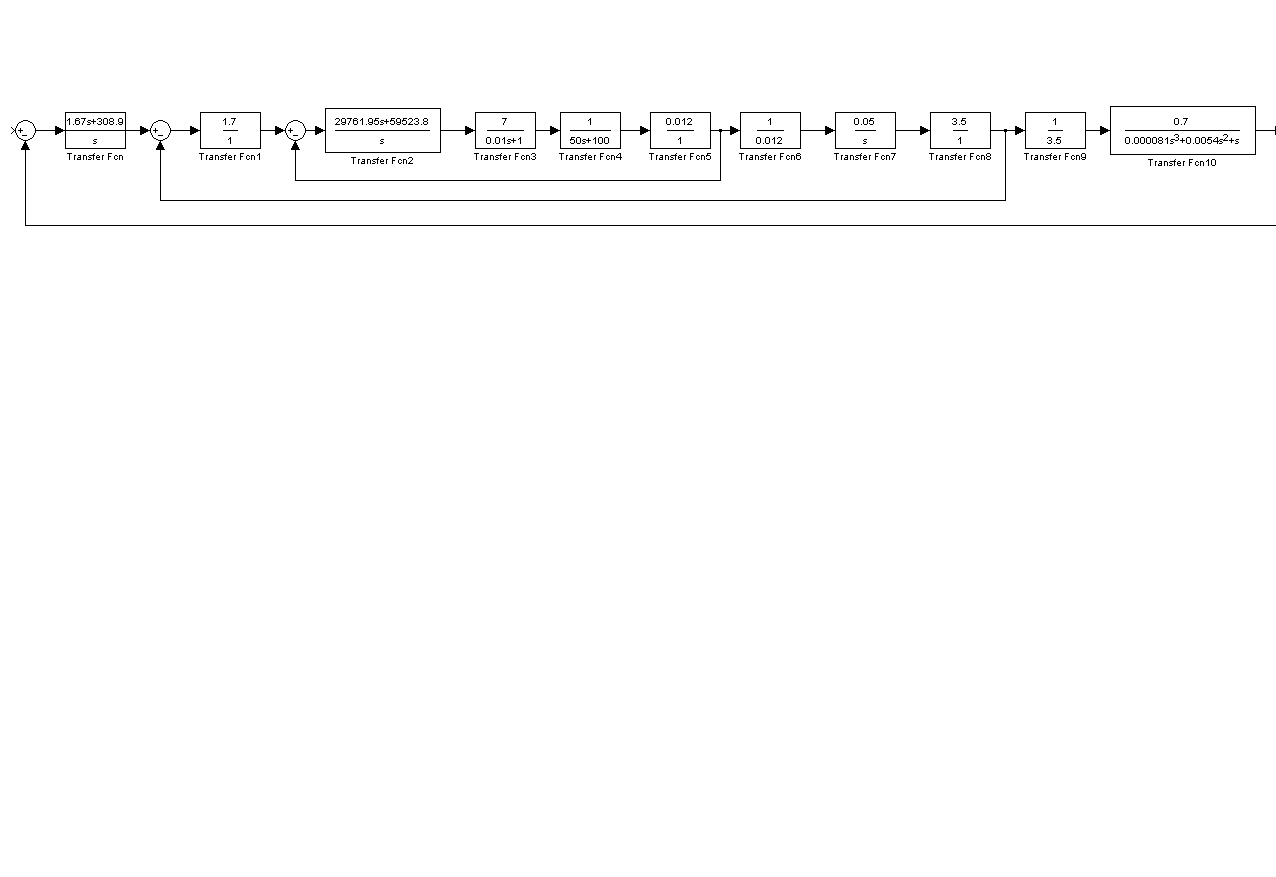 1.67s+308.9
s
Transfer Fcn
1.7
1
Transfer Fcn1
29761.95s+59523.8
s
Transfer Fcn2
7
0.01s+1
Transfer Fcn3
1
50s+100
Transfer Fcn4
0.012
1
Transfer Fcn5
1
0.012
Transfer Fcn6
0.05
s
Transfer Fcn7
3.5
1
Transfer Fcn8
1
3.5
Transfer Fcn9
0.7
0.000081s³+0.0054s²+s
Transfer Fcn10